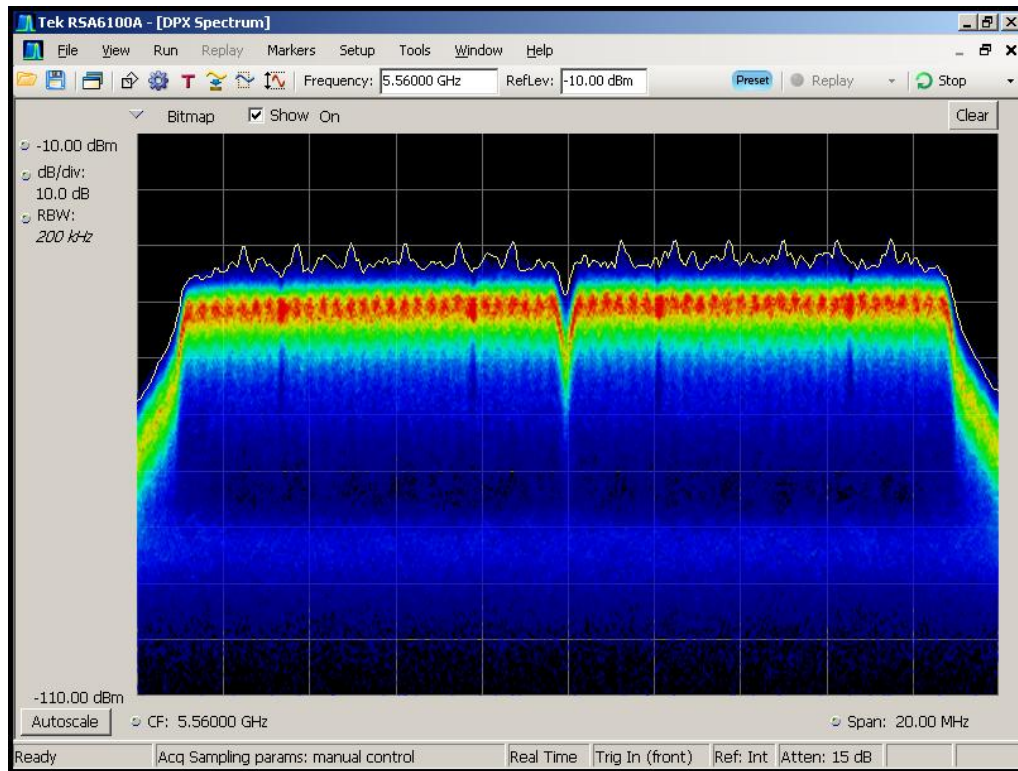 Tek RSA6100A - [DPX Spectrum]
File View Run Replay Markers Setup Tools Window Help
T Frequency: 5.56000 GHz RefLev: -10.00 dBm Preset Replay Stop
Bitmap Show On Clear
-10.00 dBm
dB/div:
10.0 dB
RBW:
200 kHz
-110.00 dBm
Autoscale CF: 5.56000 GHz Span: 20.00 MHz
Ready Acq Sampling params: manual control Real Time Trig In (front) Ref: Int Atten: 15 dB